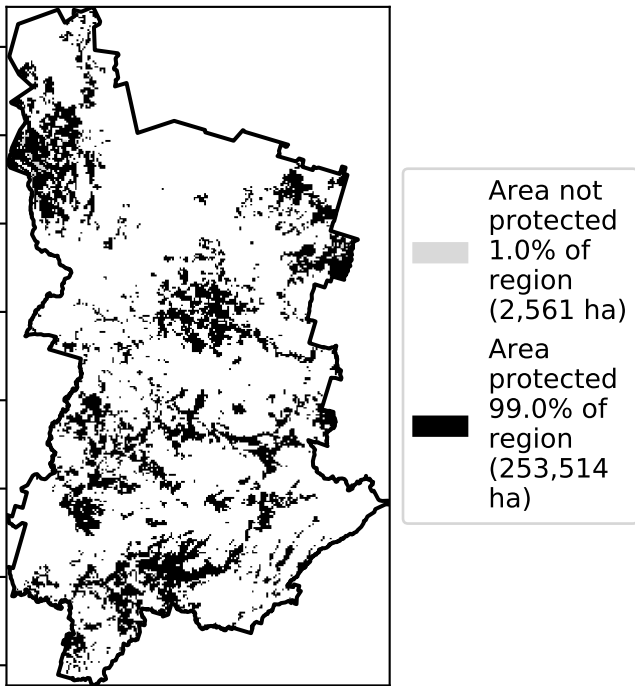 Area not
protected
1.0% of
region
(2,561 ha)
Area
protected
99.0% of
region
(253,514
ha)